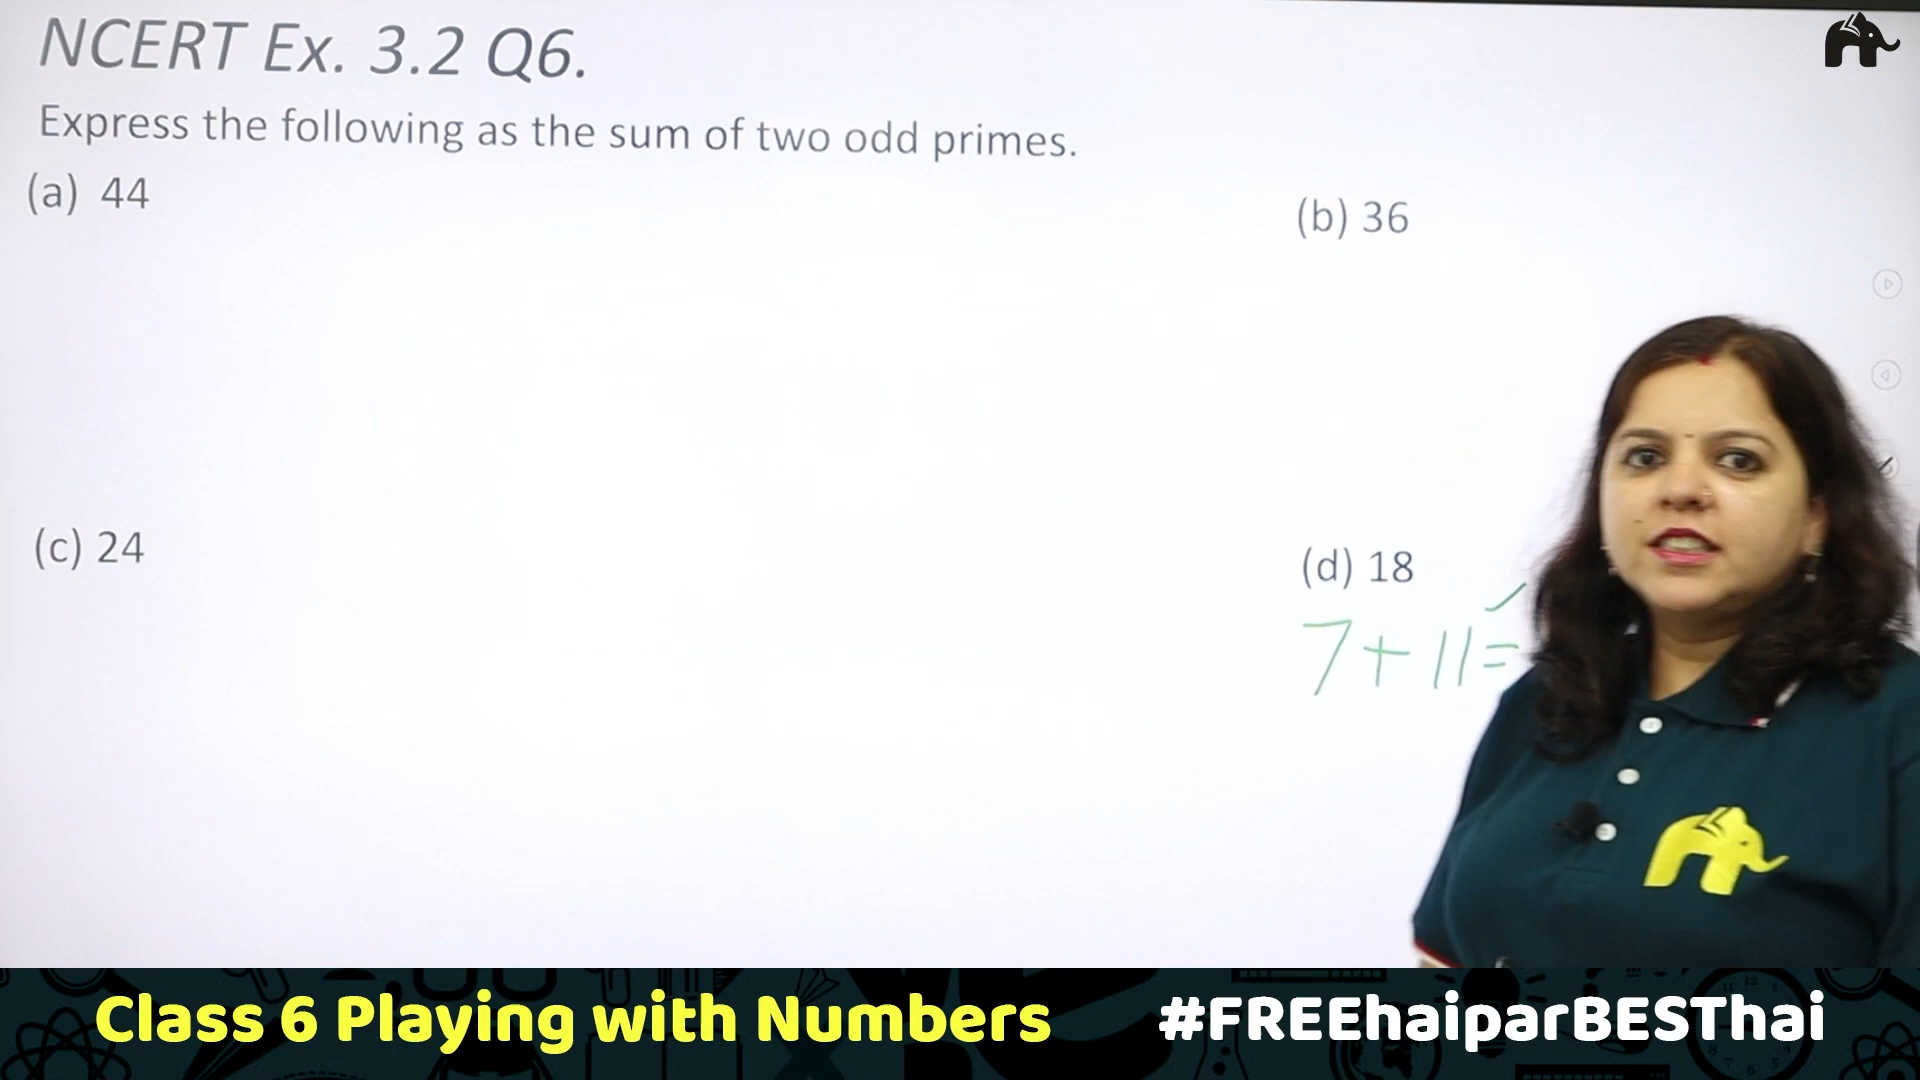 NCERT Ex. 3.2 Q6.
Express the following as the sum of two odd primes.
(a) 44
(b) 36
(c) 24
(d) 18
7+11=
Class 6 Playing with Numbers
#FREEhaiparBESThai